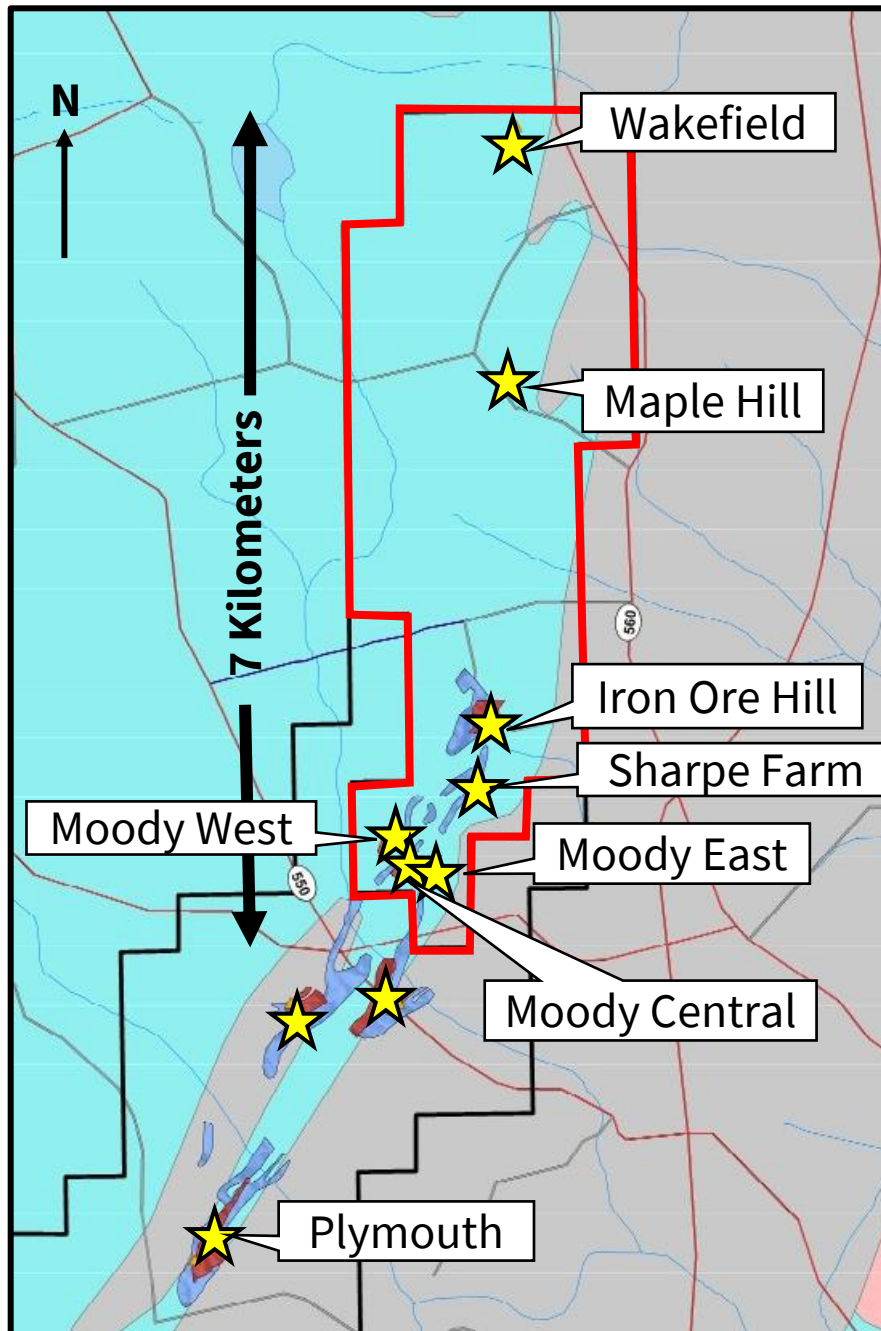 N
Wakefield
Maple Hill
7 Kilometers
560
Iron Ore Hill
Sharpe Farm
Moody West
Moody East
550
Moody Central
Plymouth